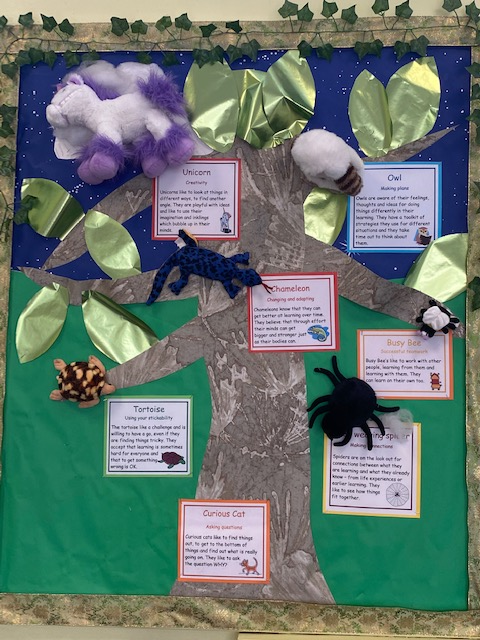 Unicorn
Creativity
Unicorns like to look at things in
different ways, to find another
angle. They are playful with ideas
and like to use their
imagination and inklings
which bubble up in their
minds.
Owl
Making plans
Owls are aware of their feelings,
thoughts and ideas for doing
things differently in their
learning. They have a toolkit of
strategies they use for different
situations and they take
time out to think about
them.
Chameleon
Changing and adapting
Chameleons know that they can
get better at learning over time.
They believe, that through effort
their minds can get
bigger and stronger just
as their bodies can.
Busy Bee
Successful teamwork
Busy Bee's like to work with other
people, learning from them and
learning with them. They
can learn on their own too.
Tortoise
Using your stickability
The tortoise like a challenge and is
willing to have a go, even if they
are finding things tricky. They
accept that learning is sometimes
hard for everyone and
that to get something
wrong is OK.
Making
Spiders are on the look out for
connections between what they
are learning and what they already
know - from life experiences or
earlier learning. They
like to see how things
fit together.
Curious Cat
Asking questions
Curious cats like to find things
out, to get to the bottom of
things and find out what is really
going on. They like to ask
the question WHY?